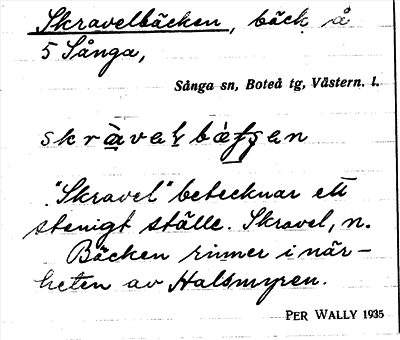 Skravelbäcken, bäck å
5 Sånga,
Sånga sn, Boteå tg, Västern. l.
"Skravel" betecknar ett
stenigt ställe. Skravel, n.
Bäcken rinner i när-
heten av Halsmyren.
PER WALLY 1935